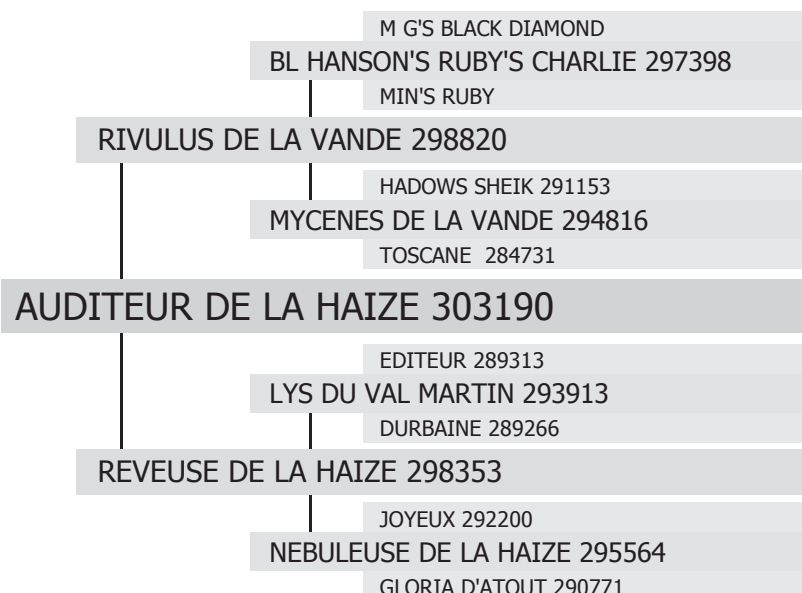 M G'S BLACK DIAMOND
BL HANSON'S RUBY'S CHARLIE 297398
MIN'S RUBY
RIVULUS DE LA VANDE 298820
HADOWS SHEIK 291153
MYCENES DE LA VANDE 294816
TOSCANE 284731
AUDITEUR DE LA HAIZE 303190
EDITEUR 289313
LYS DU VAL MARTIN 293913
DURBAINE 289266
REVEUSE DE LA HAIZE 298353
JOYEUX 292200
NEBULEUSE DE LA HAIZE 295564
GLORIA D'ATOUT 290771